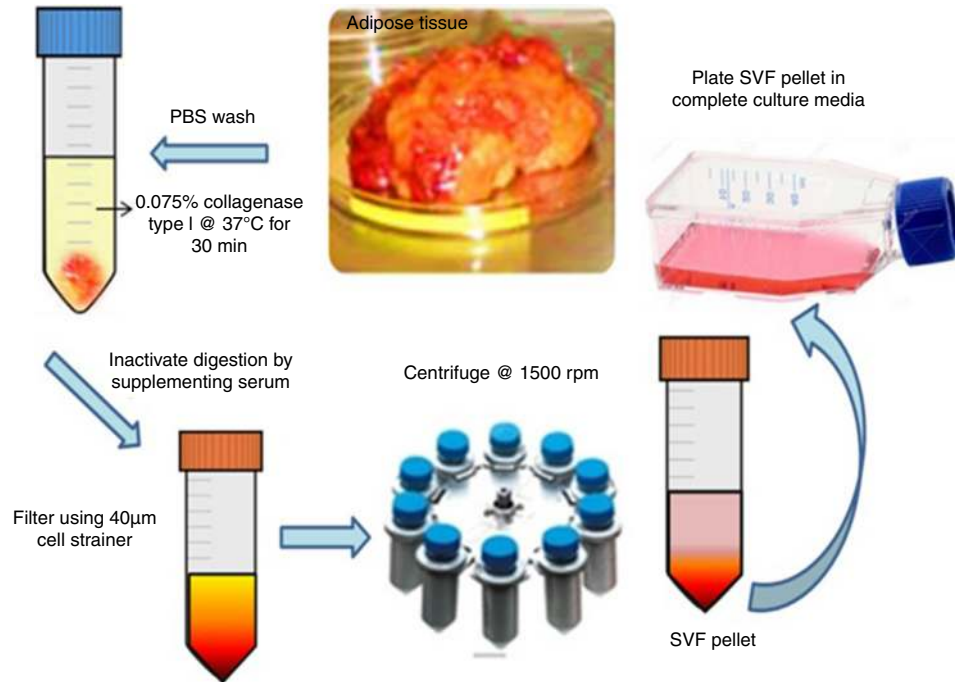 Adipose tissue
PBS wash
0.075% collagenase
type I @ 37°C for
30 min
Inactivate digestion by
supplementing serum
Filter using 40μm
cell strainer
Centrifuge @ 1500 rpm
SVF pellet
Plate SVF pellet in
complete culture media